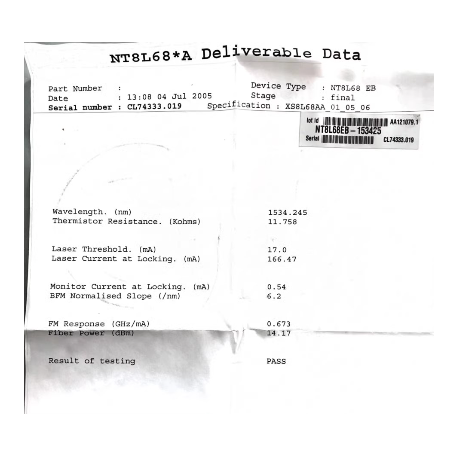 NT8L68*A Deliverable Data
Part Number :
Device Type : NT8L68 EB
Date : 13:08 04 Jul 2005
Stage : final
Serial number : CL74333.019
Specification : XS8L68AA_01_05_06
lot id AA121079.1
NT8L68EB-153425
Serial CL74333.019
Wavelength. (nm) 1534.245
Thermistor Resistance. (Kohms) 11.758
Laser Threshold. (mA) 17.0
Laser Current at Locking. (mA) 166.47
Monitor Current at Locking. (mA) 0.54
BFM Normalised Slope (/nm) 6.2
FM Response (GHz/mA) 0.673
Fiber Power (dBm) 14.17
Result of testing PASS